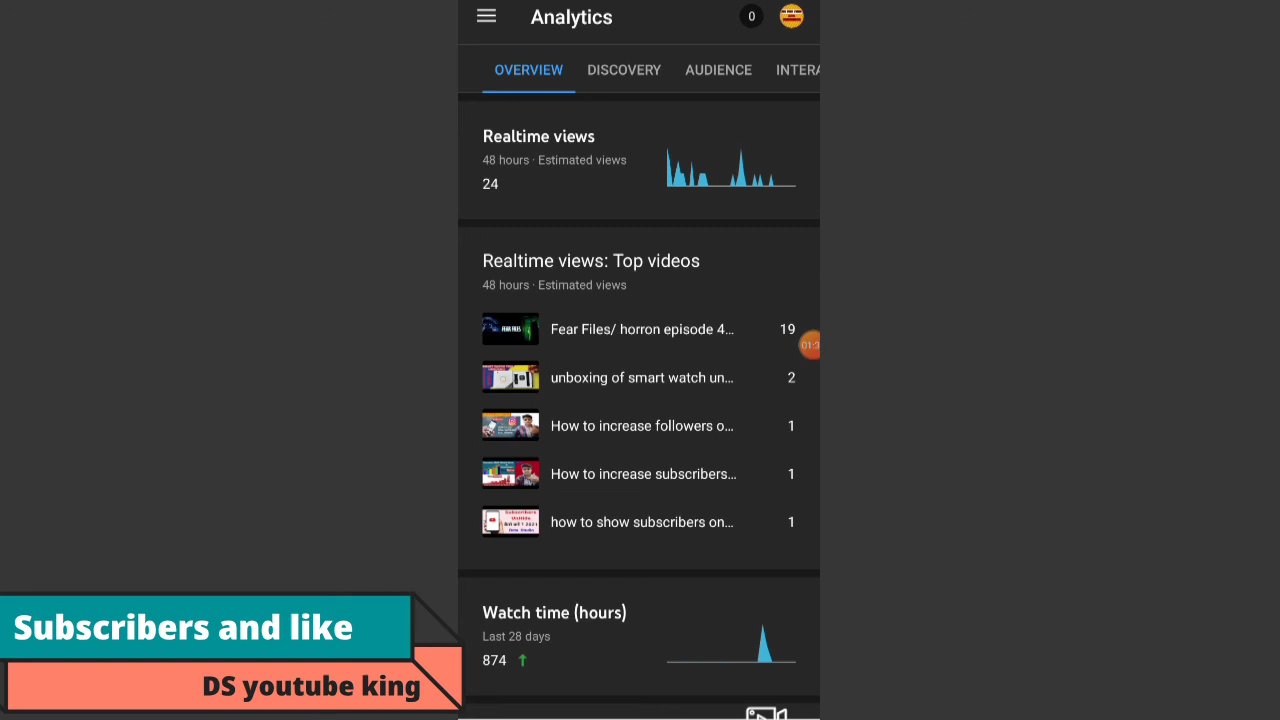 Analytics
0
OVERVIEW DISCOVERY AUDIENCE INTERA
Realtime views
48 hours · Estimated views
24
Realtime views: Top videos
48 hours · Estimated views
FEAR FILES
Fear Files/ horron episode 4... 19
unboxing of smart watch un... 2
How to increase followers o... 1
How to increase subscribers... 1
how to show subscribers on... 1
Watch time (hours)
Last 28 days
874
Subscribers and like
DS youtube king